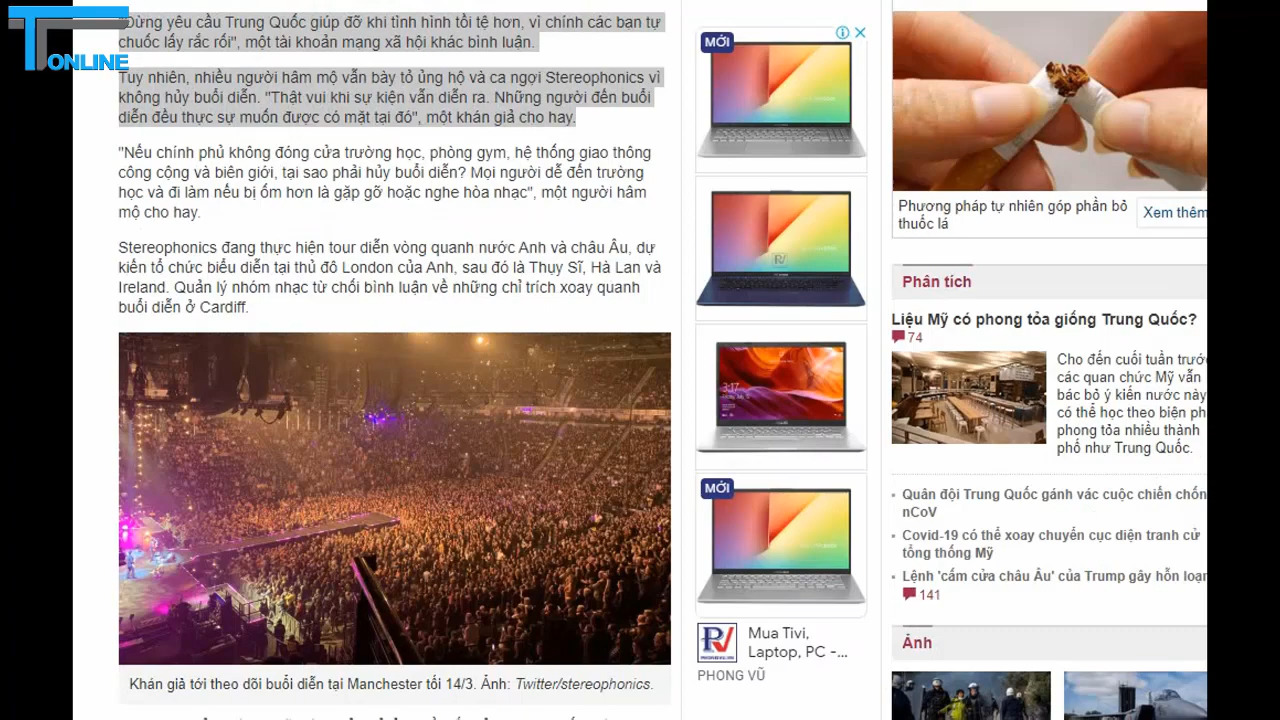 "Đừng yêu cầu Trung Quốc giúp đỡ khi tình hình tồi tệ hơn, vì chính các bạn tự
chuốc lấy rắc rối", một tài khoản mạng xã hội khác bình luận.
T ONLINE
Tuy nhiên, nhiều người hâm mộ vẫn bày tỏ ủng hộ và ca ngợi Stereophonics vì
không hủy buổi diễn. "Thật vui khi sự kiện vẫn diễn ra. Những người đến buổi
diễn đều thực sự muốn được có mặt tại đó", một khán giả cho hay.
"Nếu chính phủ không đóng cửa trường học, phòng gym, hệ thống giao thông
công cộng và biên giới, tại sao phải hủy buổi diễn? Mọi người dễ đến trường
học và đi làm nếu bị ốm hơn là gặp gỡ hoặc nghe hòa nhạc", một người hâm
mộ cho hay.
Stereophonics đang thực hiện tour diễn vòng quanh nước Anh và châu Âu, dự
kiến tổ chức biểu diễn tại thủ đô London của Anh, sau đó là Thụy Sĩ, Hà Lan và
Ireland. Quản lý nhóm nhạc từ chối bình luận về những chỉ trích xoay quanh
buổi diễn ở Cardiff.
Khán giả tới theo dõi buổi diễn tại Manchester tối 14/3. Ảnh: Twitter/stereophonics.
MỚI
3:17
MỚI
Mua Tivi,
Laptop, PC -...
PHONG VŨ
Phương pháp tự nhiên góp phần bỏ
thuốc lá
Xem thêm
Phân tích
Liệu Mỹ có phong tỏa giống Trung Quốc?
74
Cho đến cuối tuần trước
các quan chức Mỹ vẫn
bác bỏ ý kiến nước này
có thể học theo biện ph
phong tỏa nhiều thành
phố như Trung Quốc.
Quân đội Trung Quốc gánh vác cuộc chiến chốn
nCoV
Covid-19 có thể xoay chuyển cục diện tranh cử
tổng thống Mỹ
Lệnh 'cấm cửa châu Âu' của Trump gây hỗn loạn
141
Ảnh